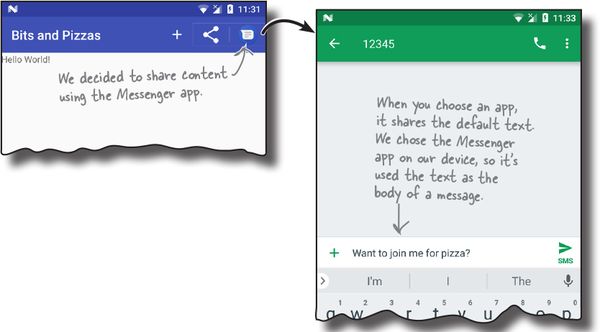 11:31
Bits and Pizzas
Hello World!
We decided to share content
using the Messenger app.
11:33
12345
When you choose an app,
it shares the default text.
We chose the Messenger
app on our device, so it's
used the text as the
body of a message.
Want to join me for pizza?
SMS
I'm I The
1 2 3 4 5 6 7 8 9 0
q w e r t y u i o p